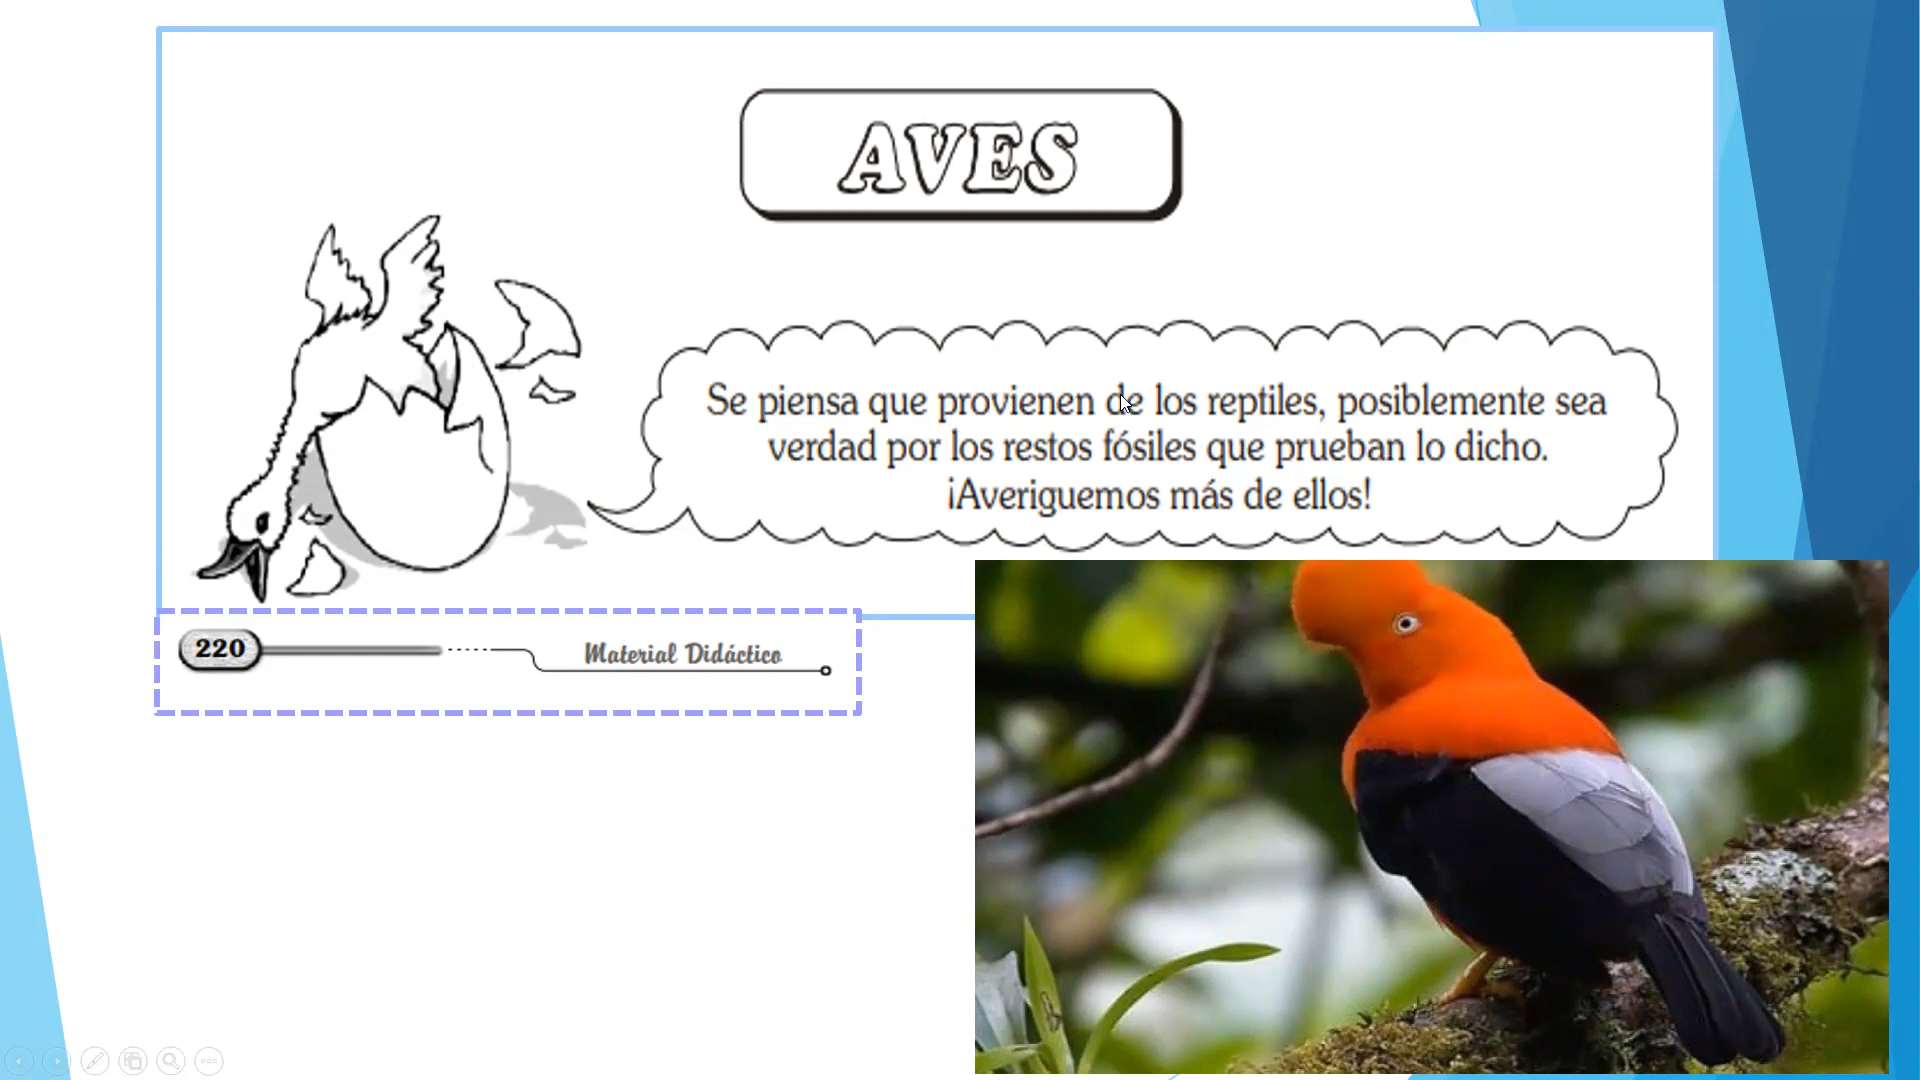 AVES
Se piensa que provienen de los reptiles, posiblemente sea
verdad por los restos fósiles que prueban lo dicho.
¡Averiguemos más de ellos!
220
Material Didáctico